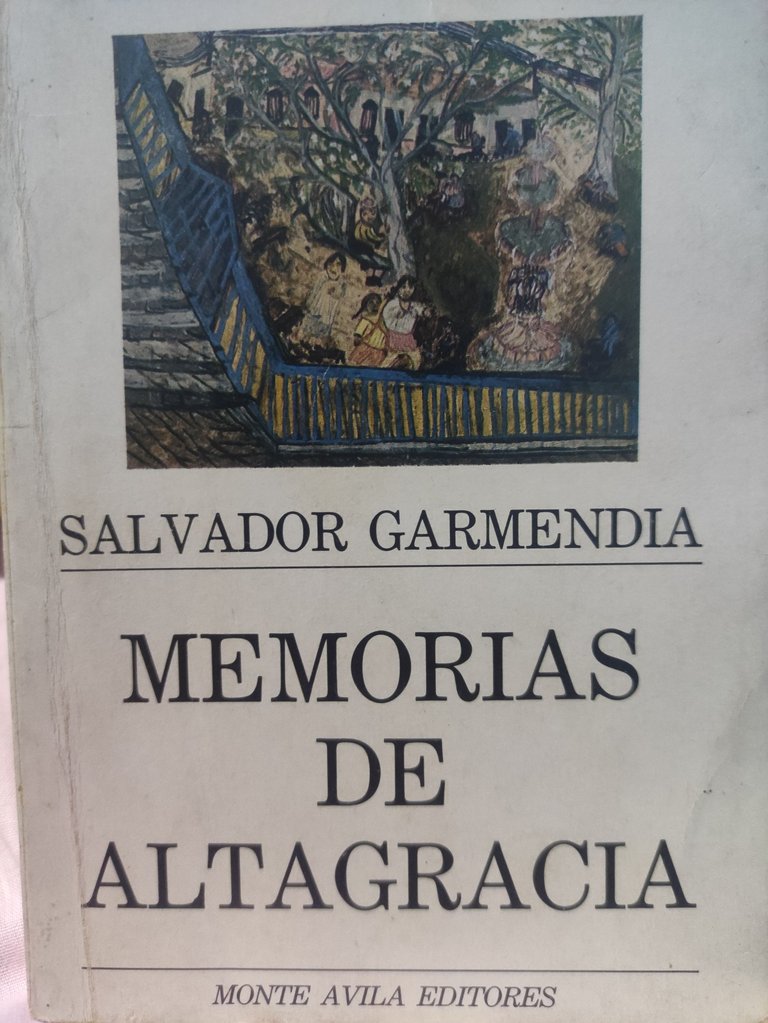 SALVADOR GARMENDIA
MEMORIAS
DE
ALTAGRACIA
MONTE AVILA EDITORES